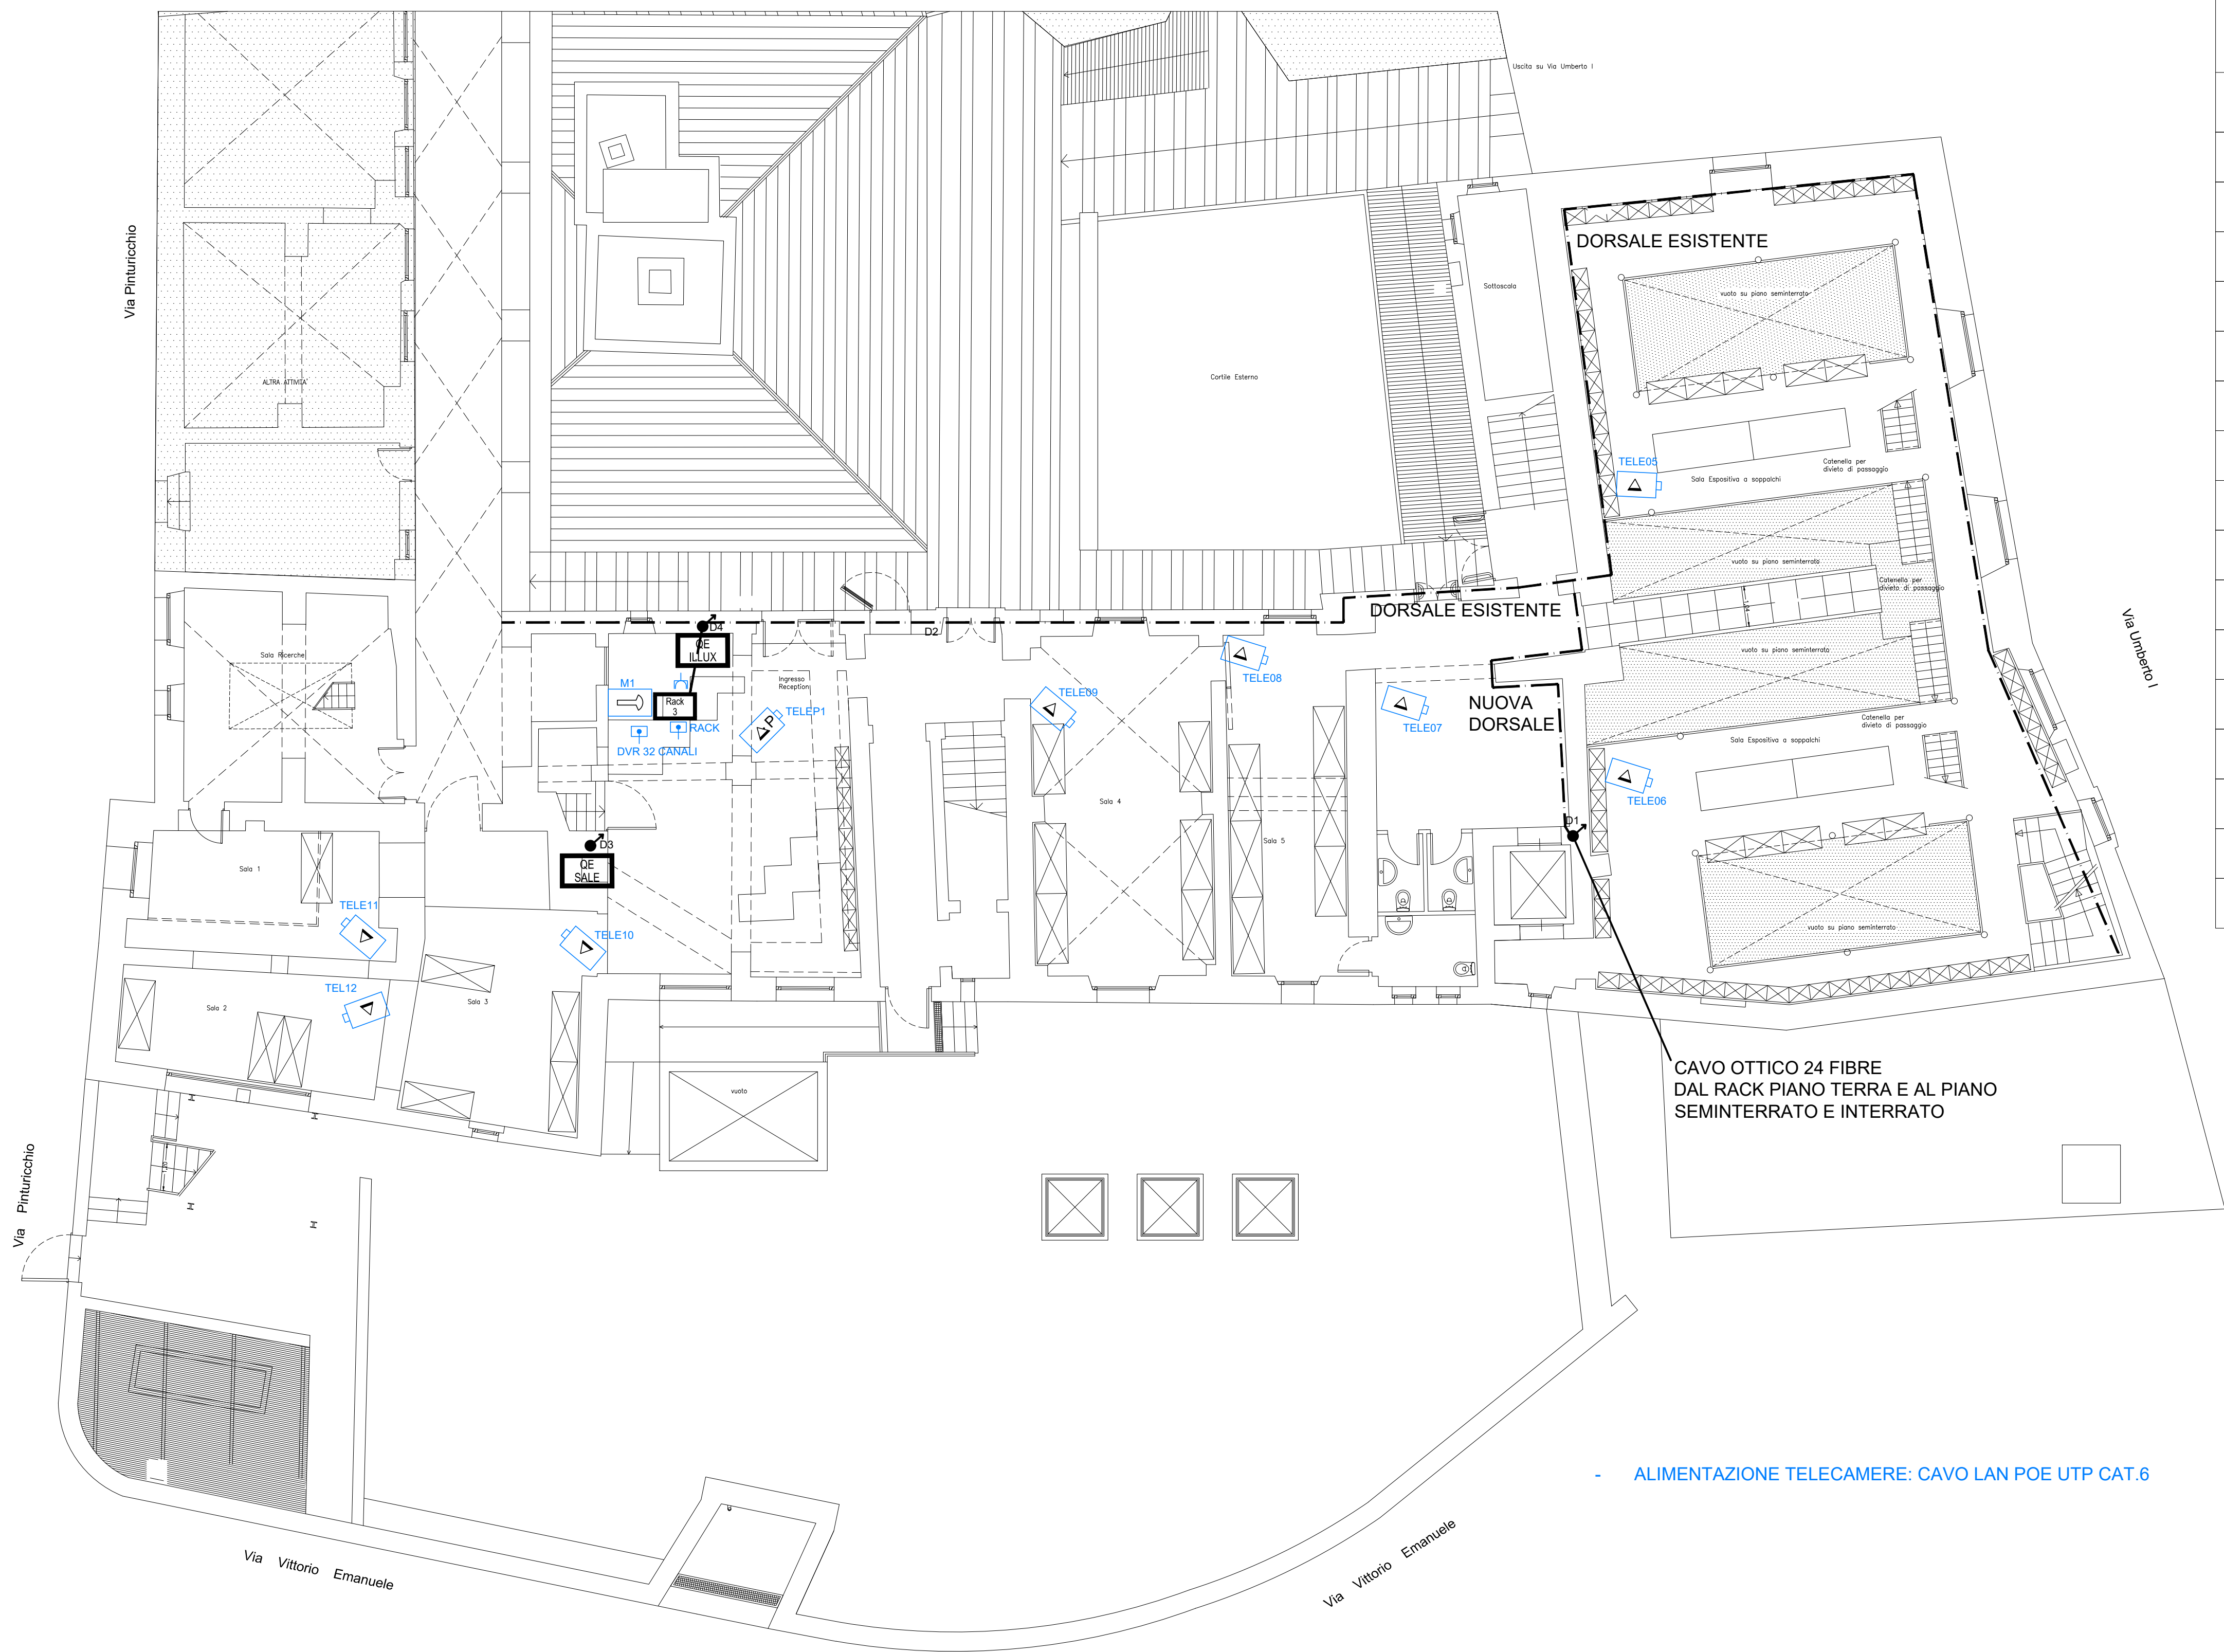 Uscita su Via Umberto I
Via Pinturicchio
DORSALE ESISTENTE
Sottoscala
vuoto su piano seminterrato
ALTRA ATTIVITA'
Cortile Esterno
TELE05
Catenella per
divieto di passaggio
Sala Espositiva a soppalchi
vuoto su piano seminterrato
Catenella per
divieto di passaggio
1,04
DORSALE ESISTENTE
D4
D2
QE
ILLUX
Via Umberto I
Sala Ricerche
vuoto su piano seminterrato
TELE08
Ingresso
Reception
M1
Rack
3
TELE09
TELEP1
P
RACK
NUOVA
DORSALE
TELE07
Catenella per
divieto di passaggio
DVR 32 CANALI
Sala Espositiva a soppalchi
TELE06
Sala 4
D1
D3
Sala 5
QE
SALE
Sala 1
TELE11
TELE10
vuoto su piano seminterrato
TEL12
Sala 3
Sala 2
CAVO OTTICO 24 FIBRE
DAL RACK PIANO TERRA E AL PIANO
SEMINTERRATO E INTERRATO
vuoto
1,20
Via Pinturicchio
- ALIMENTAZIONE TELECAMERE: CAVO LAN POE UTP CAT.6
Via Vittorio Emanuele
Via Vittorio Emanuele